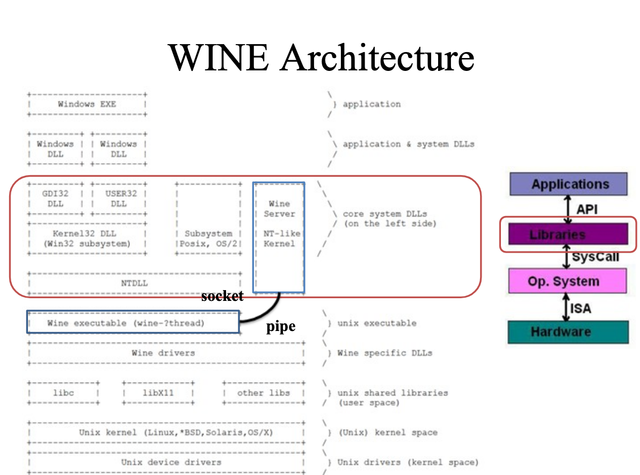 WINE Architecture
Windows EXE } application
Windows Windows } application & system DLLs
DLL DLL
GDI32 USER32
DLL DLL
Wine
Server
Kernel32 DLL Subsystem NT-like
(Win32 subsystem) Posix, OS/2 Kernel
} core system DLLs
(on the left side)
NTDLL
socket
pipe
Wine executable (wine-?thread) } unix executable
Wine drivers } Wine specific DLLs
libc libX11 other libs } unix shared libraries
(user space)
Unix kernel (Linux,*BSD,Solaris,OS/X) } (Unix) kernel space
Unix device drivers } Unix drivers (kernel space)
Applications
API
Libraries
SysCall
Op. System
ISA
Hardware